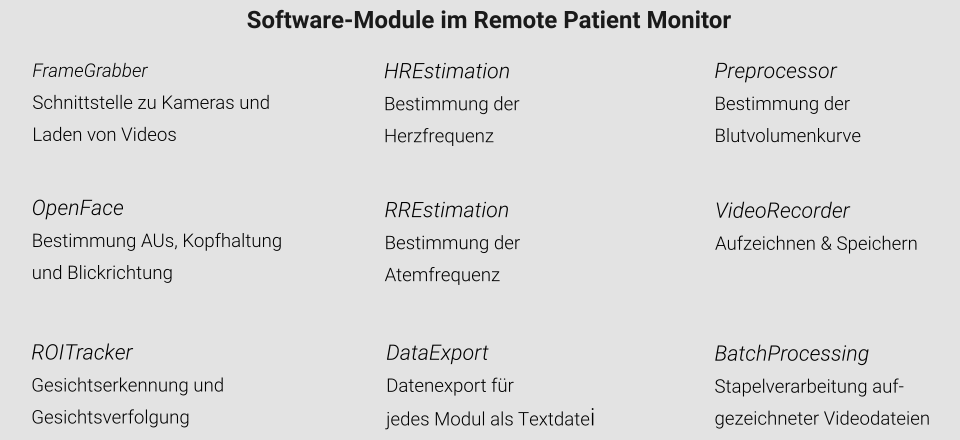 Software-Module im Remote Patient Monitor
FrameGrabber
Schnittstelle zu Kameras und
Laden von Videos
HREstimation
Bestimmung der
Herzfrequenz
Preprocessor
Bestimmung der
Blutvolumenkurve
OpenFace
Bestimmung AUs, Kopfhaltung
und Blickrichtung
RREstimation
Bestimmung der
Atemfrequenz
VideoRecorder
Aufzeichnen & Speichern
ROITracker
Gesichtserkennung und
Gesichtsverfolgung
DataExport
Datenexport für
jedes Modul als Textdatei
BatchProcessing
Stapelverarbeitung auf-
gezeichneter Videodateien